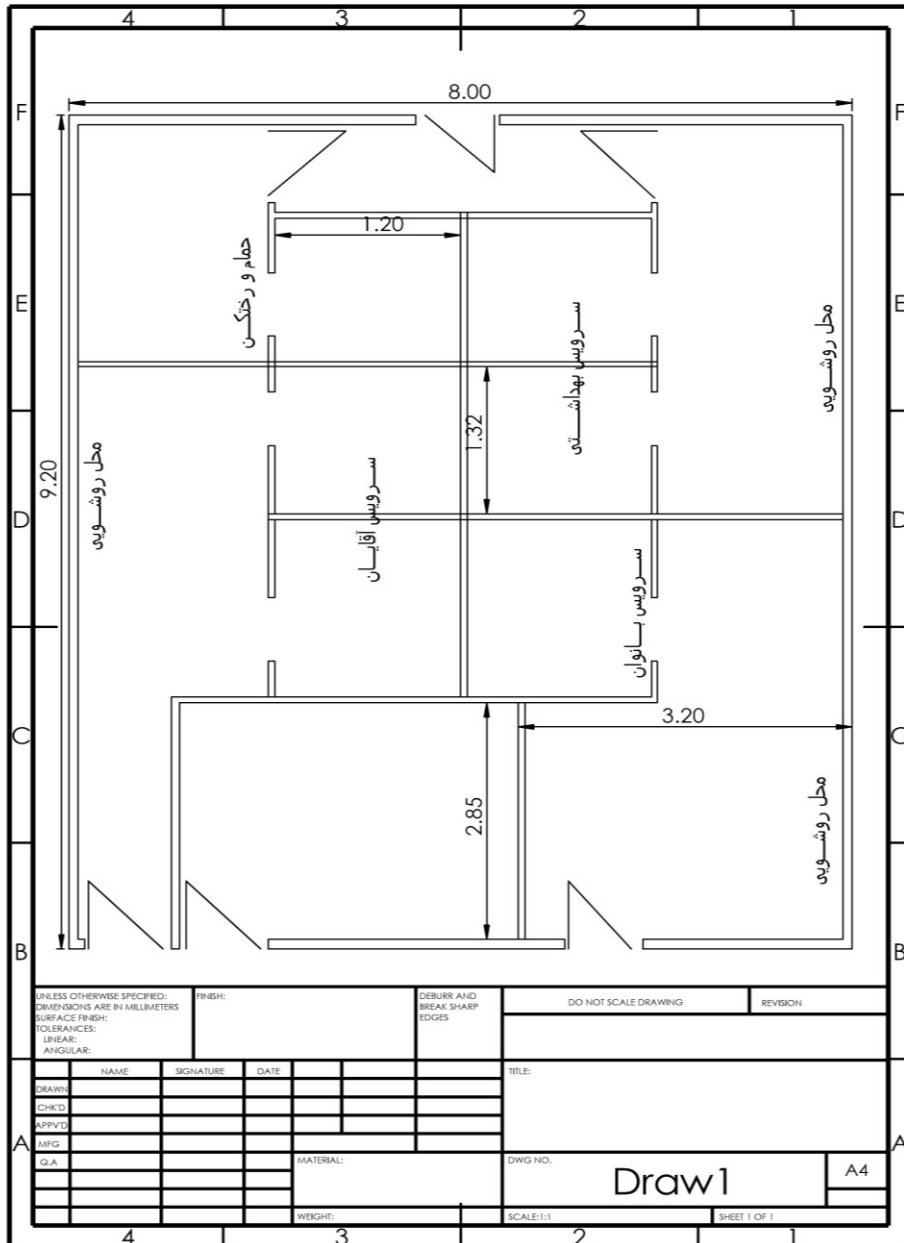 4 3 2 1
F F
8.00
1.20
حمام و رختکن
E E
سرویس بهداشتی
محل روشویی
1.32
9.20
محل روشویی
سرویس آقایان
D D
سرویس بانوان
3.20
C C
2.85
محل روشویی
B B
UNLESS OTHERWISE SPECIFIED:
DIMENSIONS ARE IN MILLIMETERS
SURFACE FINISH:
TOLERANCES:
LINEAR:
ANGULAR:
FINISH:
DEBURR AND
BREAK SHARP
EDGES
DO NOT SCALE DRAWING
REVISION
NAME SIGNATURE DATE
DRAWN
CHK'D
APPV'D
MFG
Q.A
TITLE:
A A
MATERIAL:
DWG NO.
Draw1
A4
WEIGHT:
SCALE:1:1
SHEET 1 OF 1
4 3 2 1